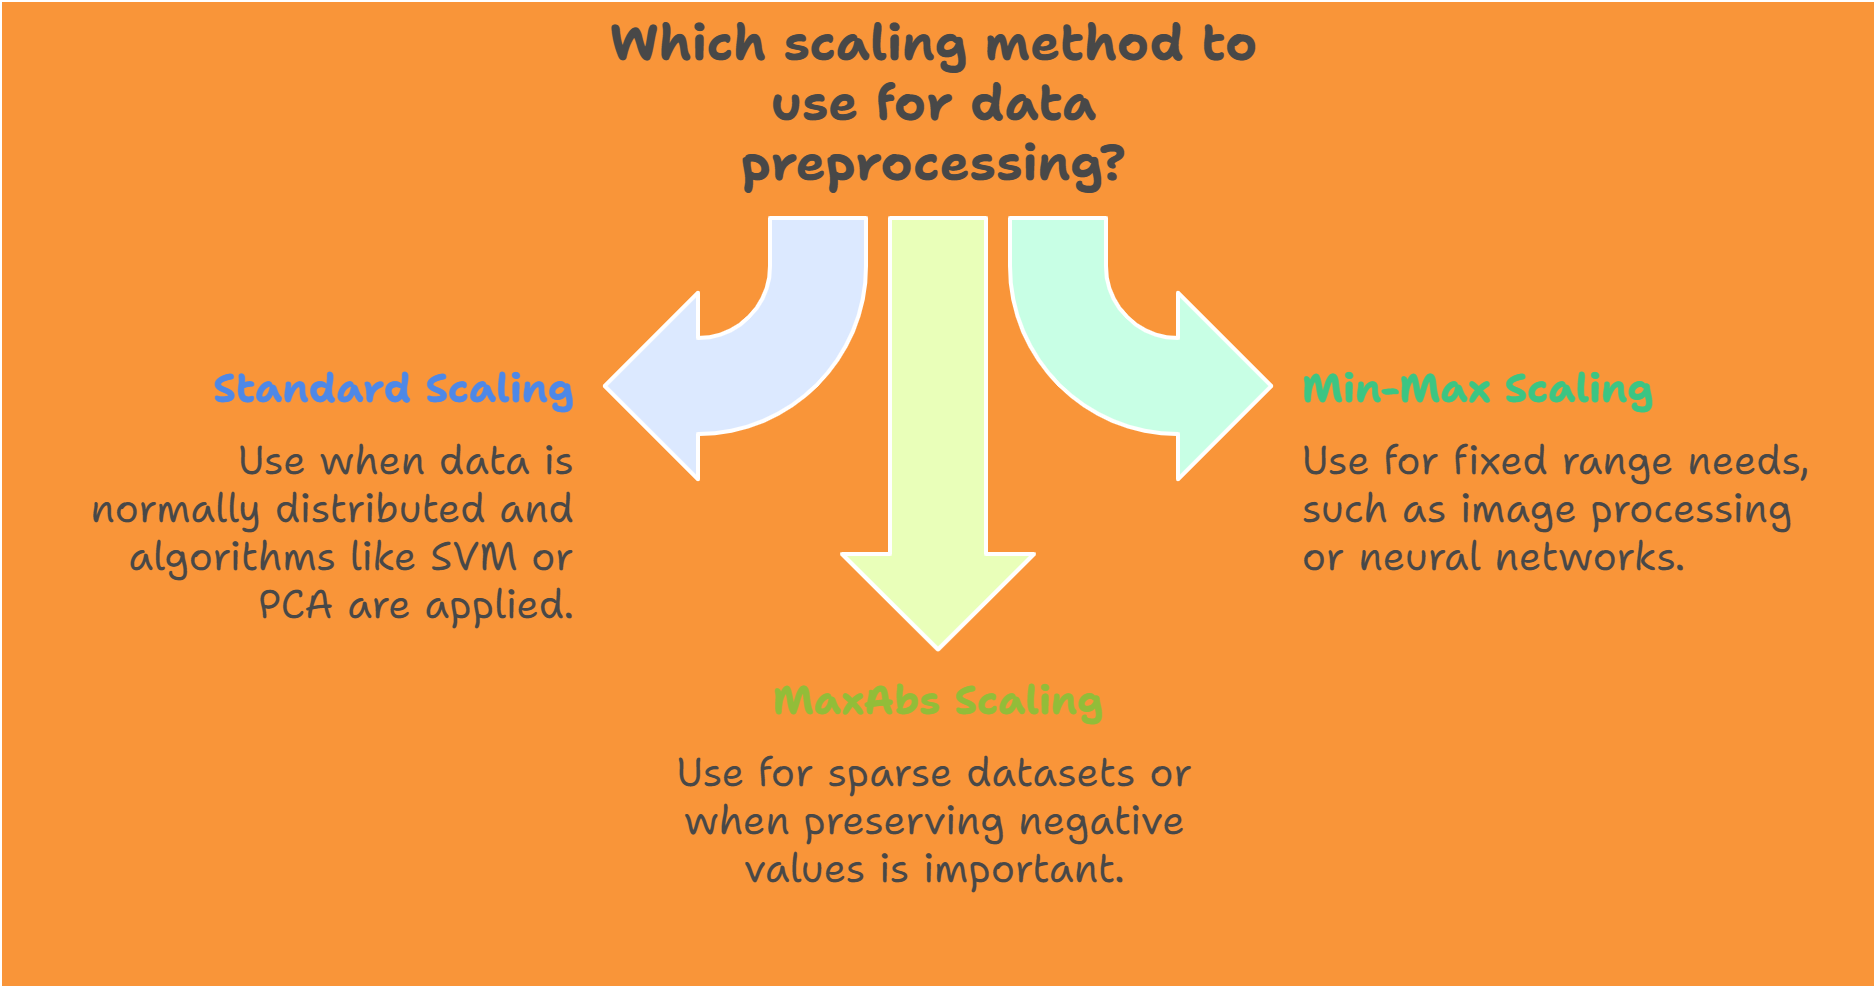 Which scaling method to
use for data
preprocessing?
Standard Scaling
Use when data is
normally distributed and
algorithms like SVM or
PCA are applied.
Min-Max Scaling
Use for fixed range needs,
such as image processing
or neural networks.
MaxAbs Scaling
Use for sparse datasets or
when preserving negative
values is important.